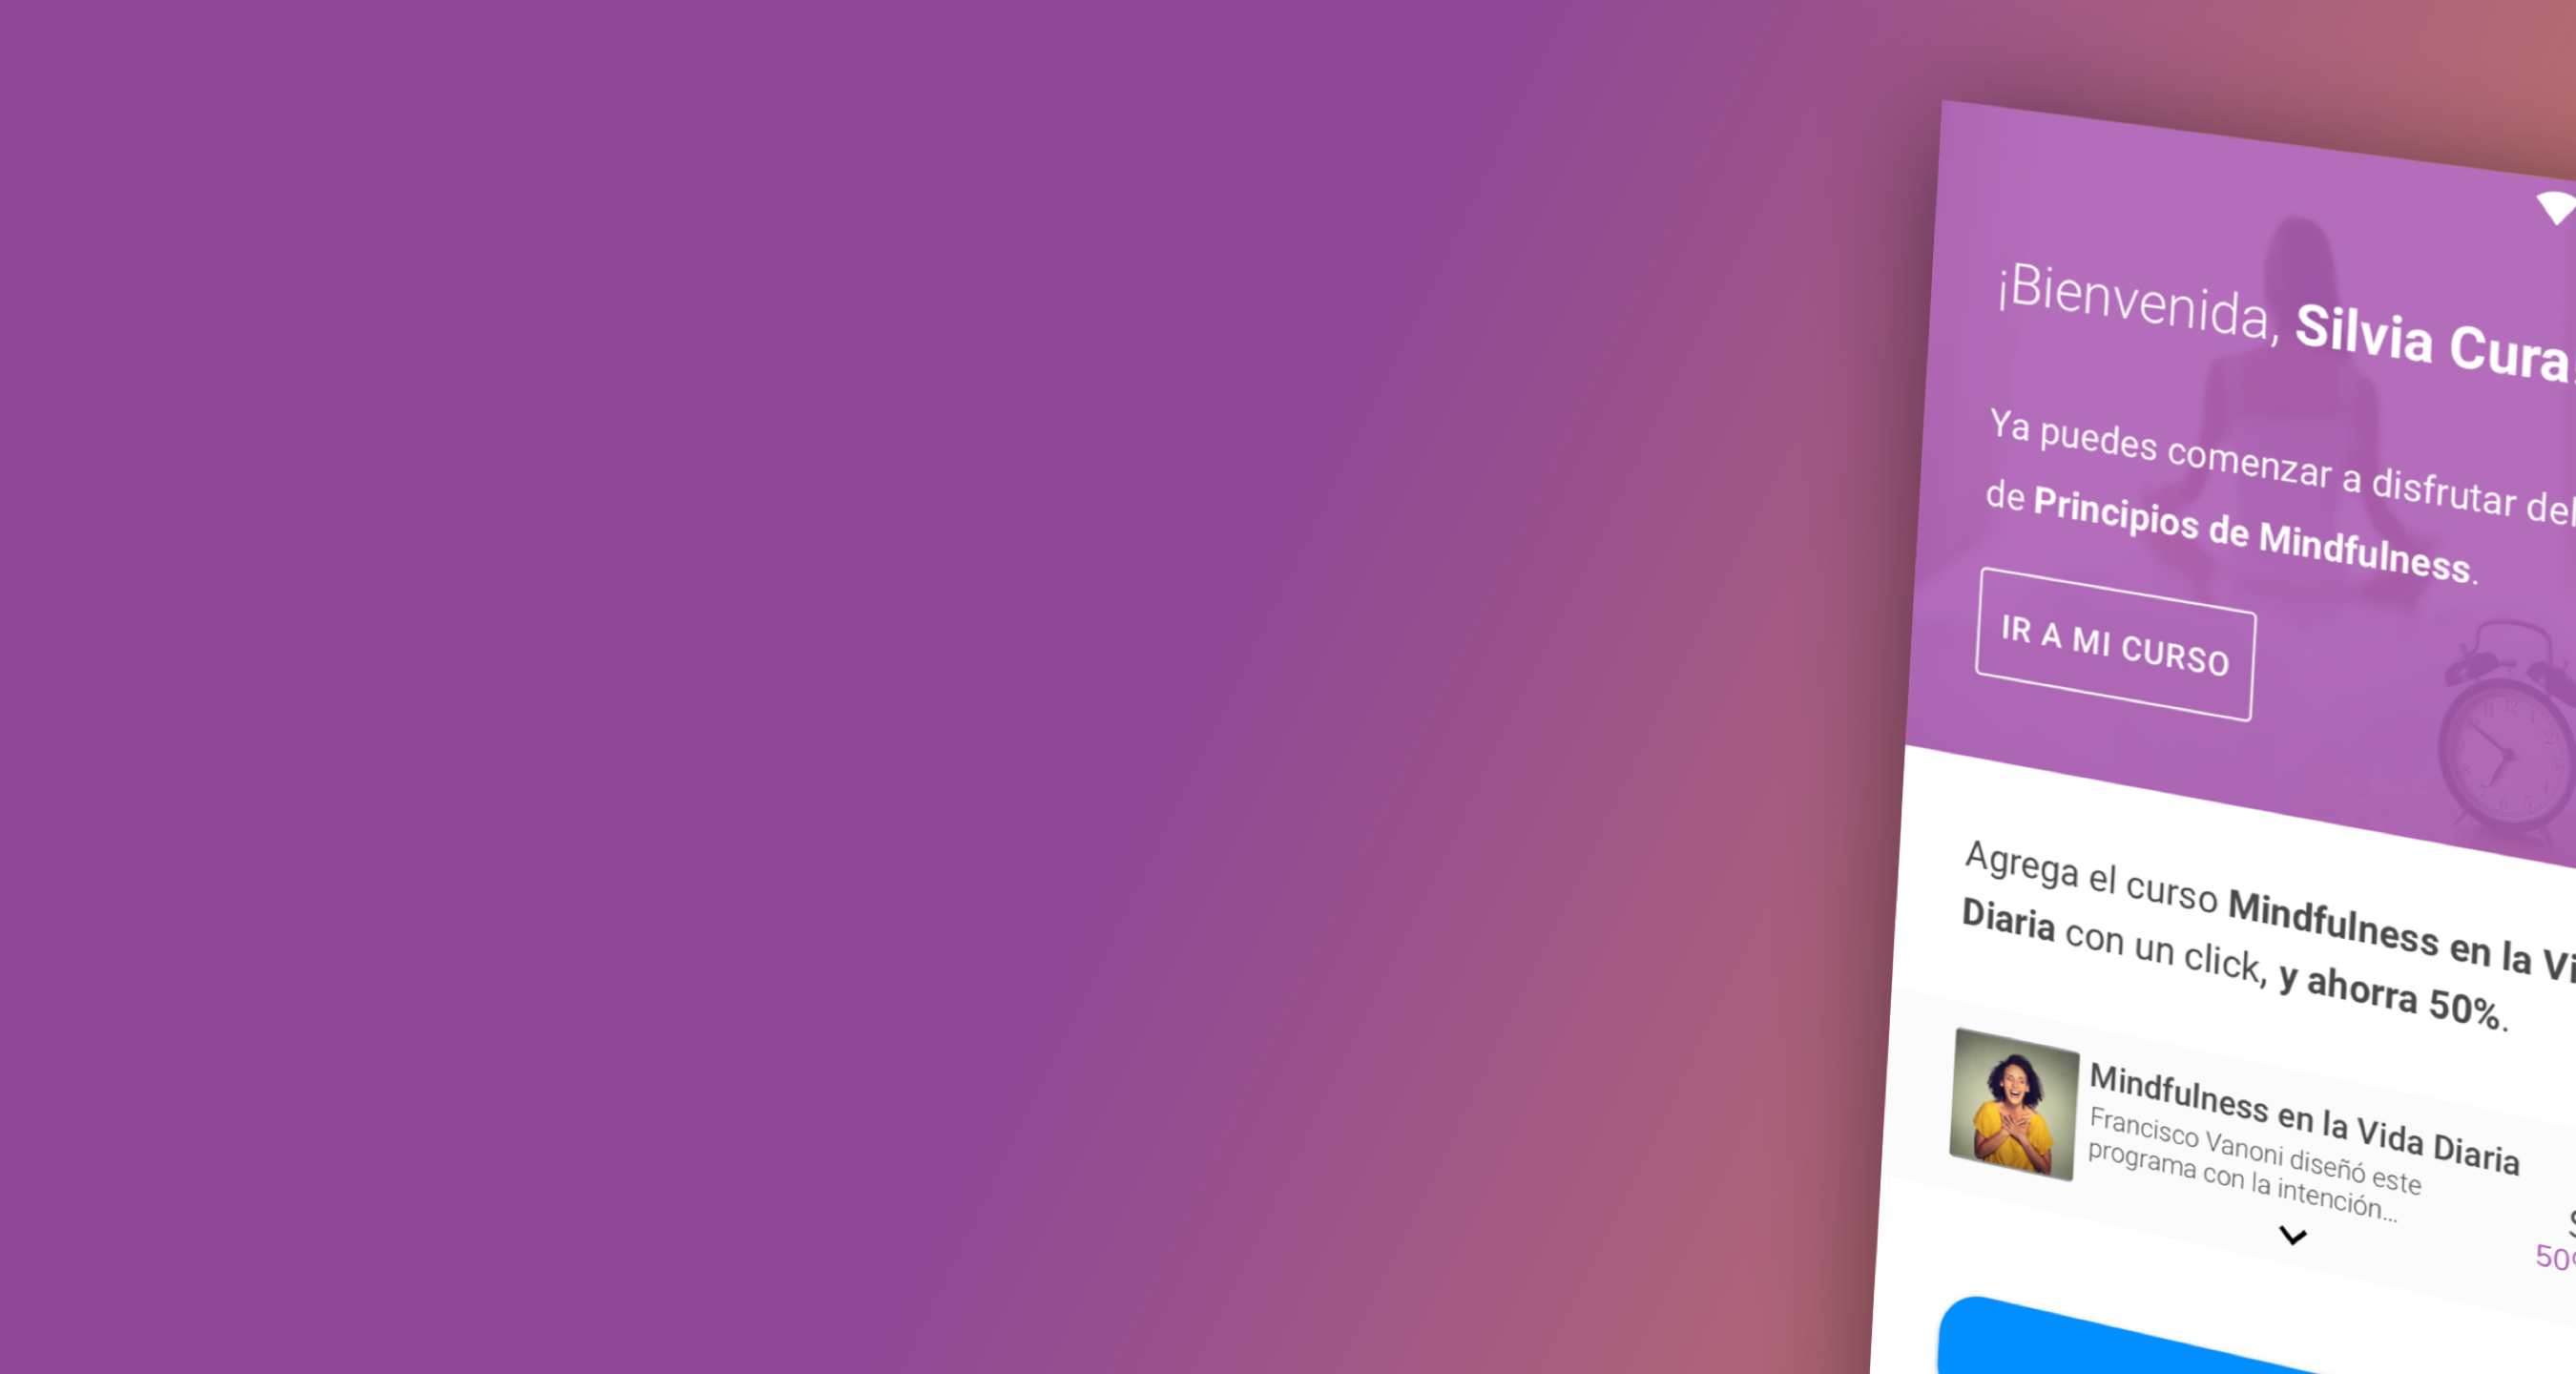 ¡Bienvenida, Silvia Cura!
Ya puedes comenzar a disfrutar del
de Principios de Mindfulness.
IR A MI CURSO
Agrega el curso Mindfulness en la Vi
Diaria con un click, y ahorra 50%.
Mindfulness en la Vida Diaria
Francisco Vanoni diseñó este
programa con la intención...
50